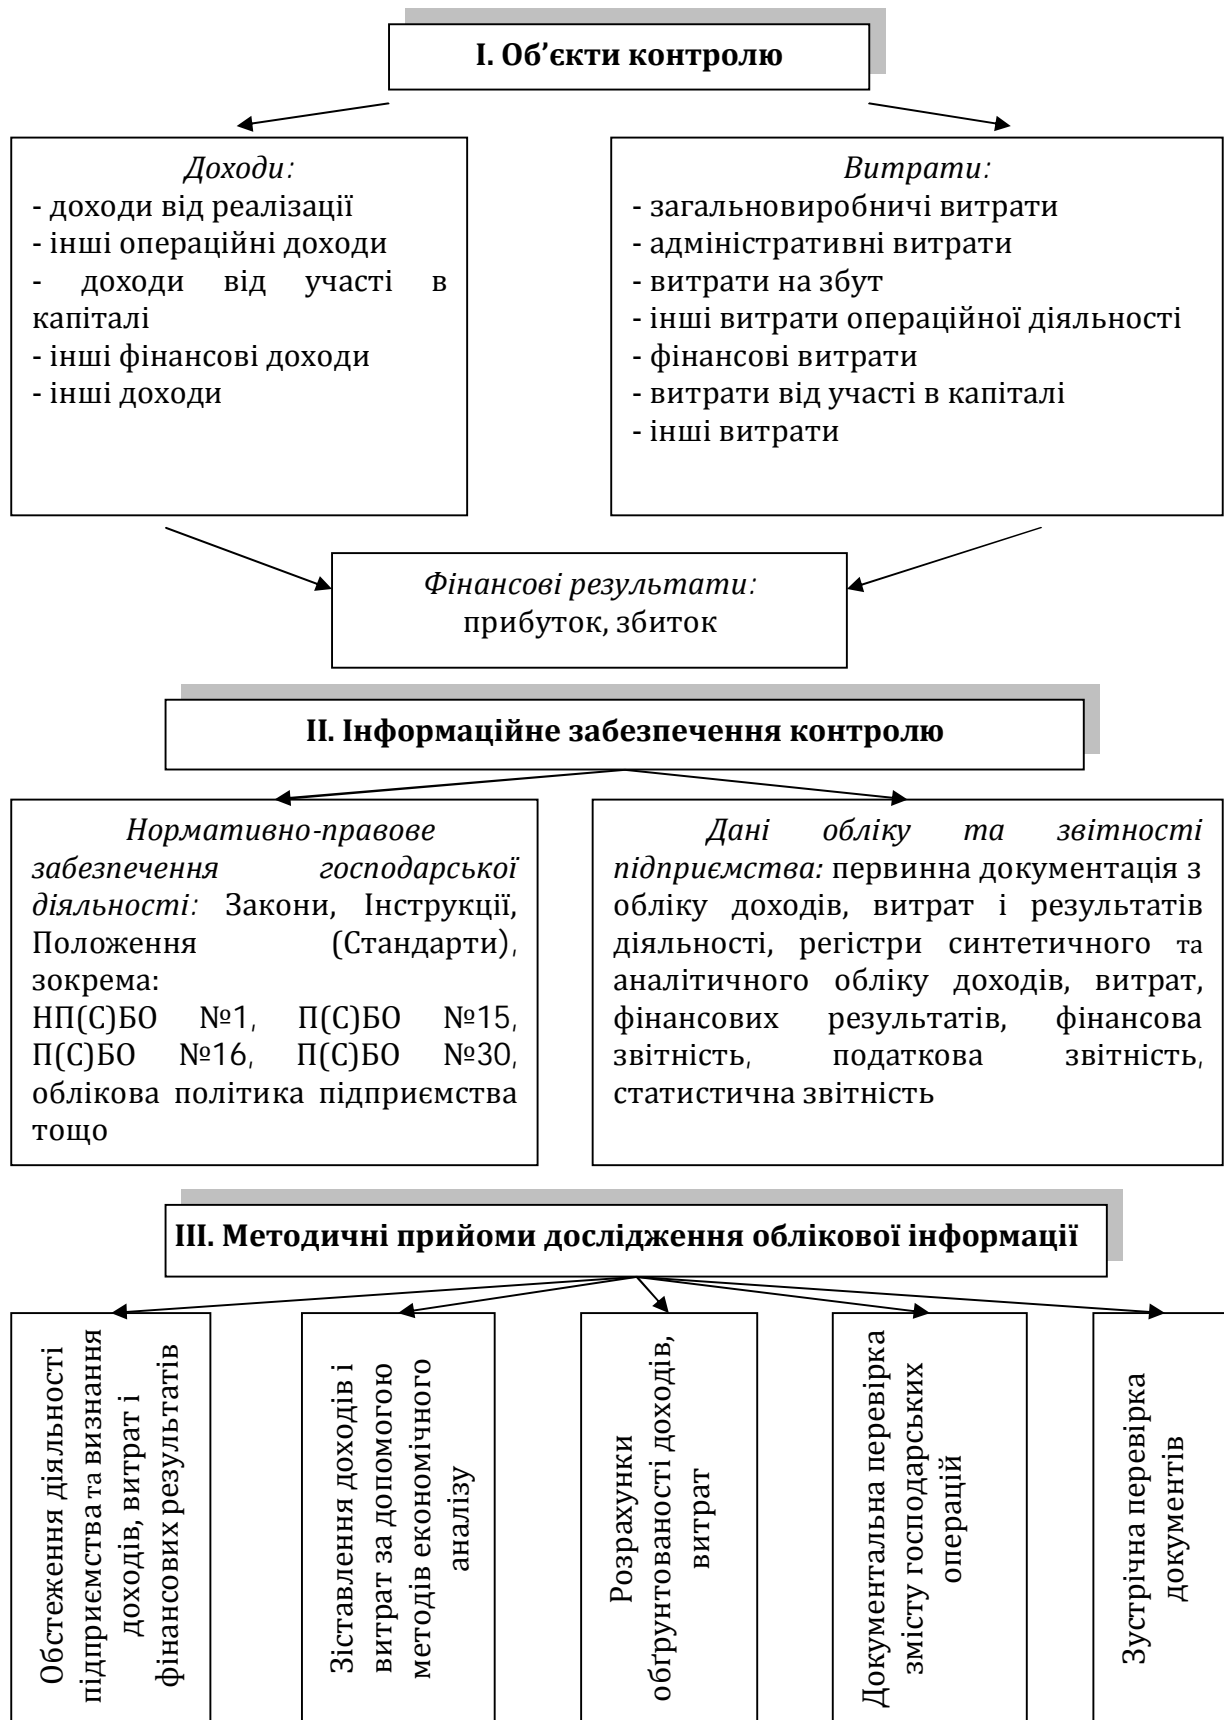 І. Об’єкти контролю
Доходи:
- доходи від реалізації
- інші операційні доходи
- доходи від участі в
капіталі
- інші фінансові доходи
- інші доходи
Витрати:
- загальновиробничі витрати
- адміністративні витрати
- витрати на збут
- інші витрати операційної діяльності
- фінансові витрати
- витрати від участі в капіталі
- інші витрати
Фінансові результати:
прибуток, збиток
ІІ. Інформаційне забезпечення контролю
Нормативно-правове
забезпечення господарської
діяльності: Закони, Інструкції,
Положення (Стандарти),
зокрема:
НП(С)БО №1, П(С)БО №15,
П(С)БО №16, П(С)БО №30,
облікова політика підприємства
тощо
Дані обліку та звітності
підприємства: первинна документація з
обліку доходів, витрат і результатів
діяльності, регістри синтетичного та
аналітичного обліку доходів, витрат,
фінансових результатів, фінансова
звітність, податкова звітність,
статистична звітність
ІІІ. Методичні прийоми дослідження облікової інформації
Обстеження діяльності
підприємства та визнання
доходів, витрат і
фінансових результатів
Зіставлення доходів і
витрат за допомогою
методів економічного
аналізу
Розрахунки
обґрунтованості доходів,
витрат
Документальна перевірка
змісту господарських
операцій
Зустрічна перевірка
документів